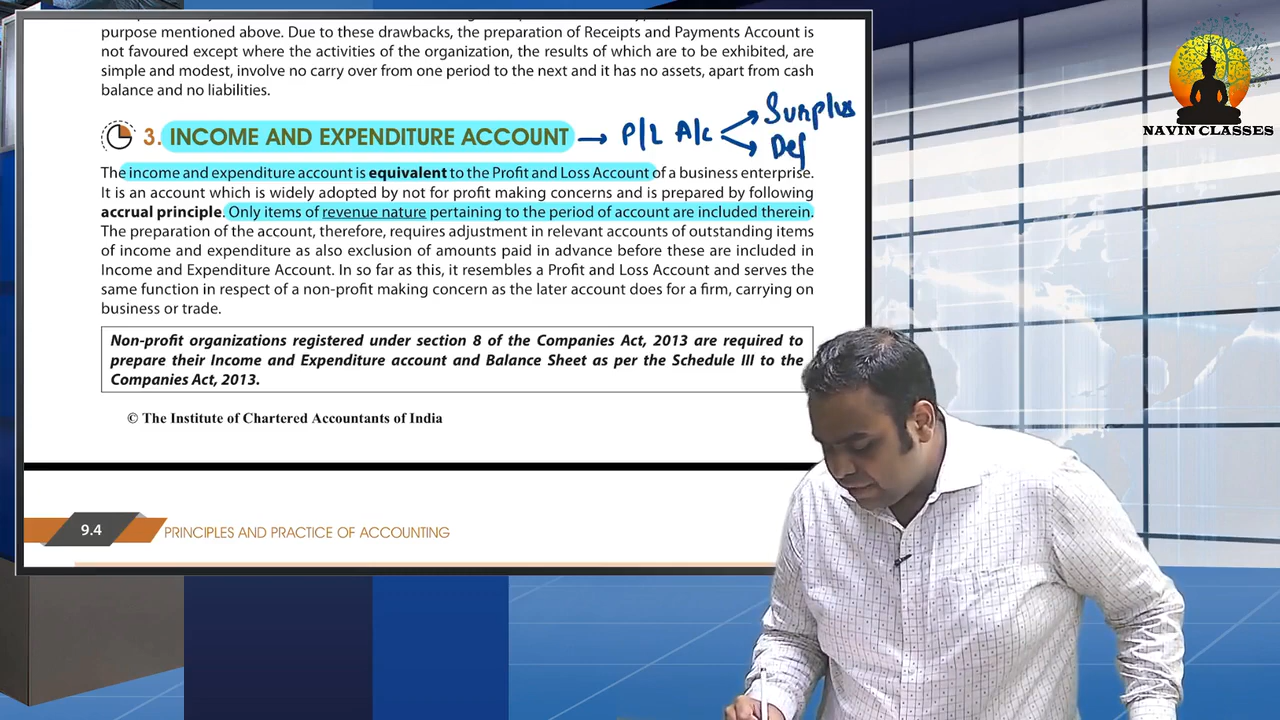 purpose mentioned above. Due to these drawbacks, the preparation of Receipts and Payments Account is
not favoured except where the activities of the organization, the results of which are to be exhibited, are
simple and modest, involve no carry over from one period to the next and it has no assets, apart from cash
balance and no liabilities.
3. INCOME AND EXPENDITURE ACCOUNT → P/L A/c
Surplus
Def
NAVIN CLASSES
The income and expenditure account is equivalent to the Profit and Loss Account of a business enterprise.
It is an account which is widely adopted by not for profit making concerns and is prepared by following
accrual principle. Only items of revenue nature pertaining to the period of account are included therein.
The preparation of the account, therefore, requires adjustment in relevant accounts of outstanding items
of income and expenditure as also exclusion of amounts paid in advance before these are included in
Income and Expenditure Account. In so far as this, it resembles a Profit and Loss Account and serves the
same function in respect of a non-profit making concern as the later account does for a firm, carrying on
business or trade.
Non-profit organizations registered under section 8 of the Companies Act, 2013 are required to
prepare their Income and Expenditure account and Balance Sheet as per the Schedule III to the
Companies Act, 2013.
© The Institute of Chartered Accountants of India
9.4 PRINCIPLES AND PRACTICE OF ACCOUNTING